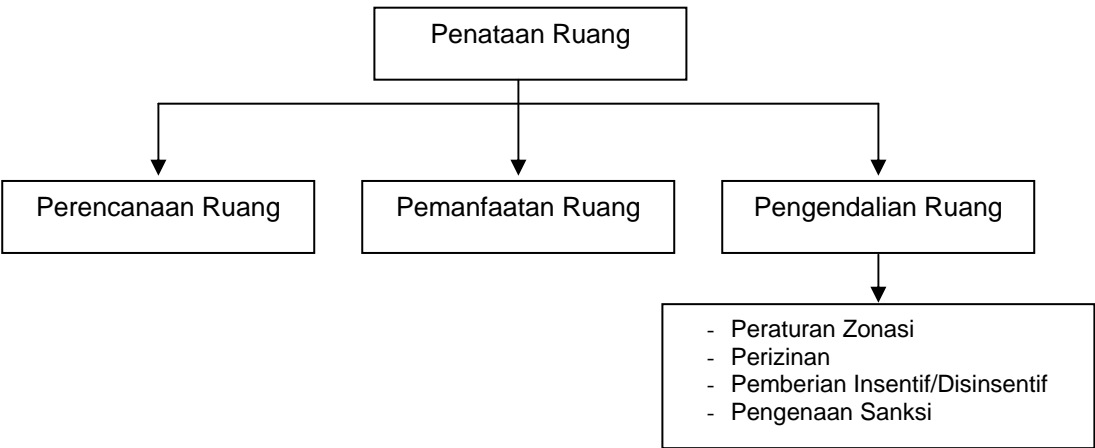 Penataan Ruang
Perencanaan Ruang
Pemanfaatan Ruang
Pengendalian Ruang
- Peraturan Zonasi
- Perizinan
- Pemberian Insentif/Disinsentif
- Pengenaan Sanksi